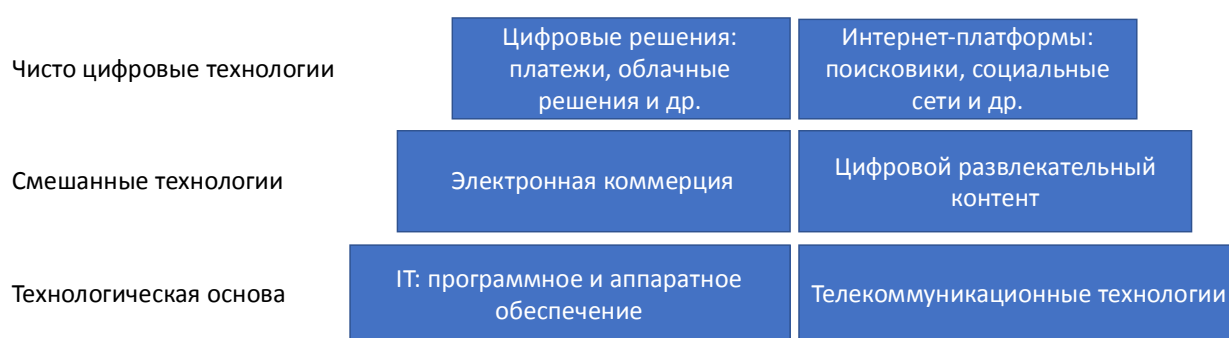 Чисто цифровые технологии
Цифровые решения:
платежи, облачные
решения и др.
Интернет-платформы:
поисковики, социальные
сети и др.
Смешанные технологии
Электронная коммерция
Цифровой развлекательный
контент
Технологическая основа
IT: программное и аппаратное
обеспечение
Телекоммуникационные технологии